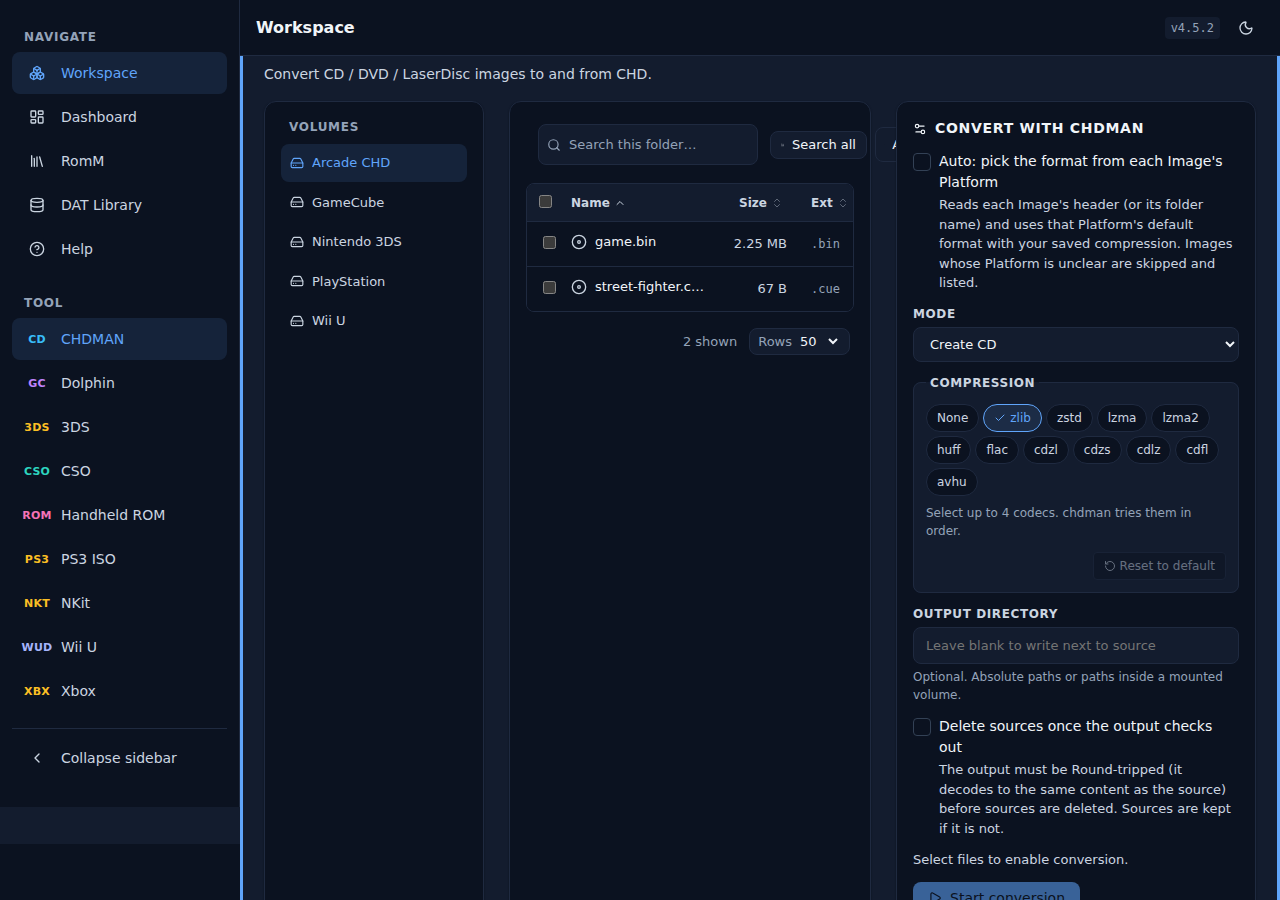 NAVIGATE
Workspace
Dashboard
RomM
DAT Library
Help
TOOL
CD CHDMAN
GC Dolphin
3DS 3DS
CSO CSO
ROM Handheld ROM
PS3 PS3 ISO
NKT NKit
WUD Wii U
XBX Xbox
Collapse sidebar
Workspace
v4.5.2
Convert CD / DVD / LaserDisc images to and from CHD.
VOLUMES
Arcade CHD
GameCube
Nintendo 3DS
PlayStation
Wii U
Search this folder…
Search all
Name Size Ext
game.bin 2.25 MB .bin
street-fighter.c… 67 B .cue
2 shown Rows 50
CONVERT WITH CHDMAN
Auto: pick the format from each Image's
Platform
Reads each Image's header (or its folder
name) and uses that Platform's default
format with your saved compression. Images
whose Platform is unclear are skipped and
listed.
MODE
Create CD
COMPRESSION
None zlib zstd lzma lzma2
huff flac cdzl cdzs cdlz cdfl
avhu
Select up to 4 codecs. chdman tries them in
order.
Reset to default
OUTPUT DIRECTORY
Leave blank to write next to source
Optional. Absolute paths or paths inside a mounted
volume.
Delete sources once the output checks
out
The output must be Round-tripped (it
decodes to the same content as the source)
before sources are deleted. Sources are kept
if it is not.
Select files to enable conversion.
Start conversion